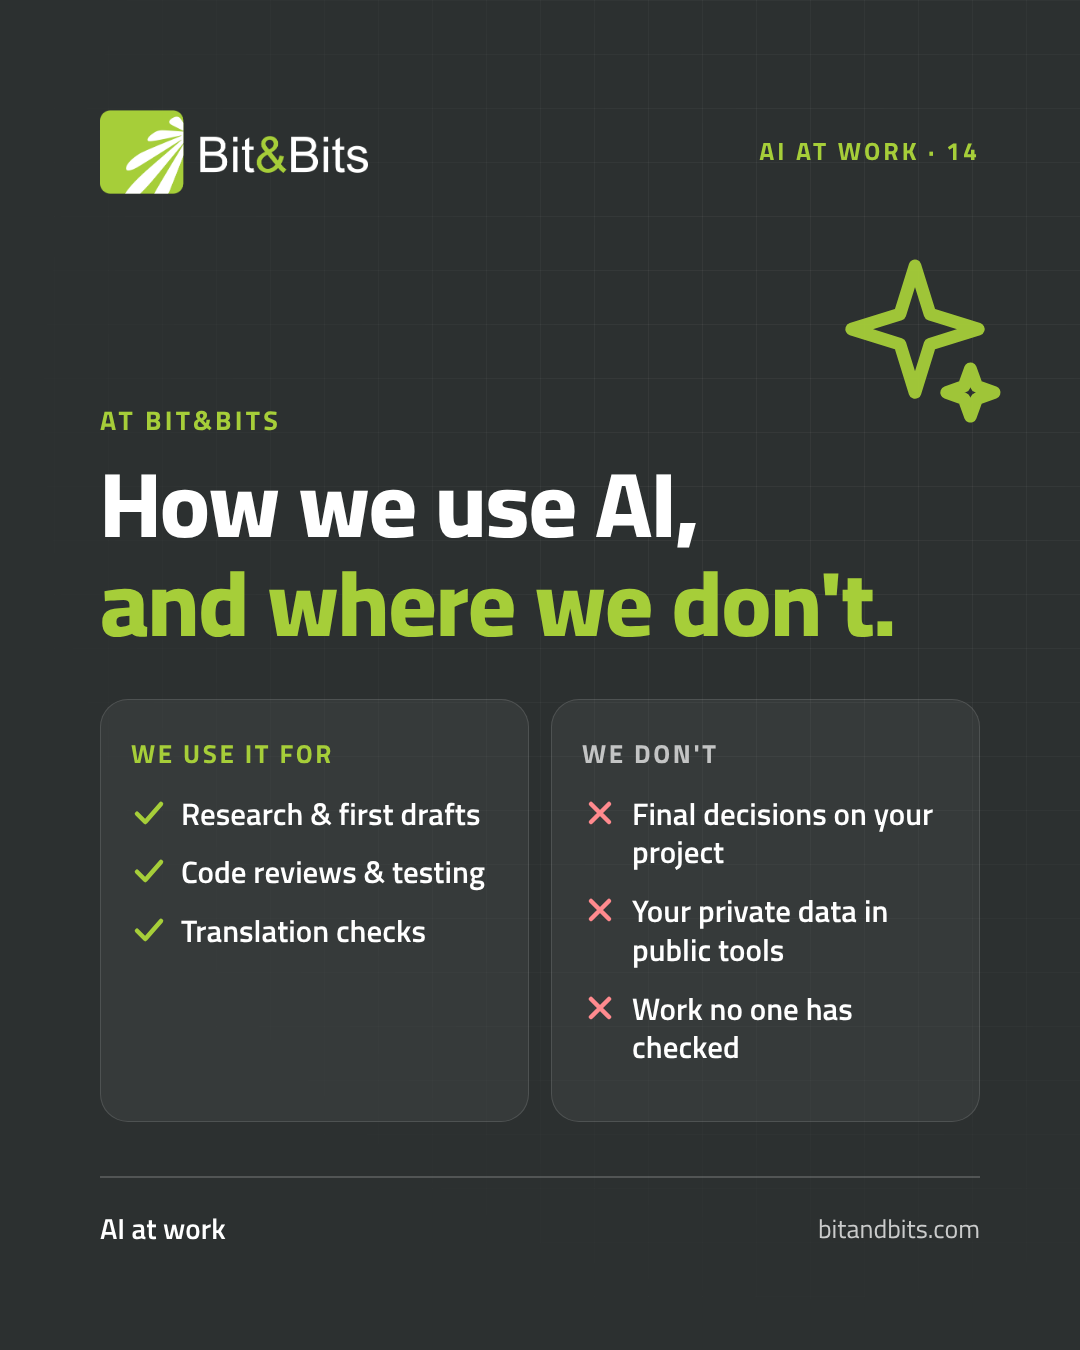 Bit&Bits
AI AT WORK · 14
AT BIT&BITS
How we use AI,
and where we don't.
WE USE IT FOR
Research & first drafts
Code reviews & testing
Translation checks
WE DON'T
Final decisions on your
project
Your private data in
public tools
Work no one has
checked
AI at work
bitandbits.com